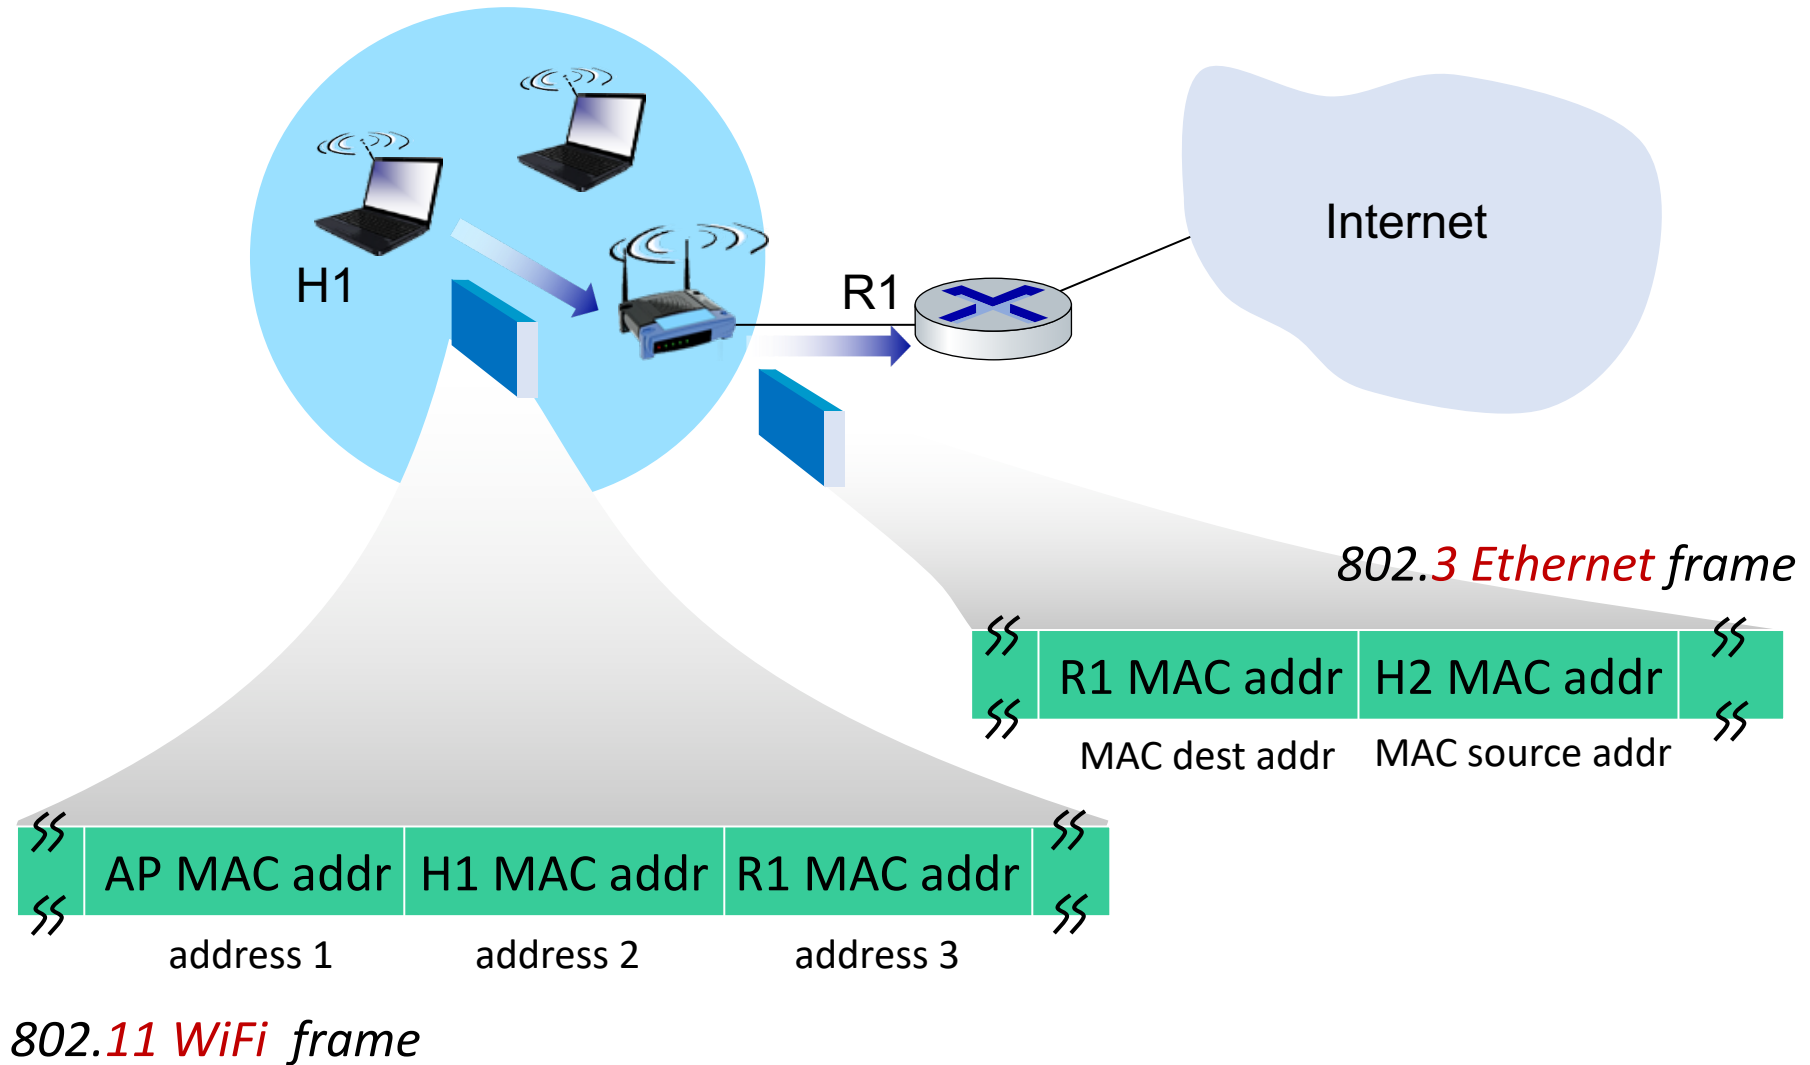 Internet
H1
R1
802.3 Ethernet frame
R1 MAC addr H2 MAC addr
MAC dest addr MAC source addr
AP MAC addr H1 MAC addr R1 MAC addr
address 1 address 2 address 3
802.11 WiFi frame